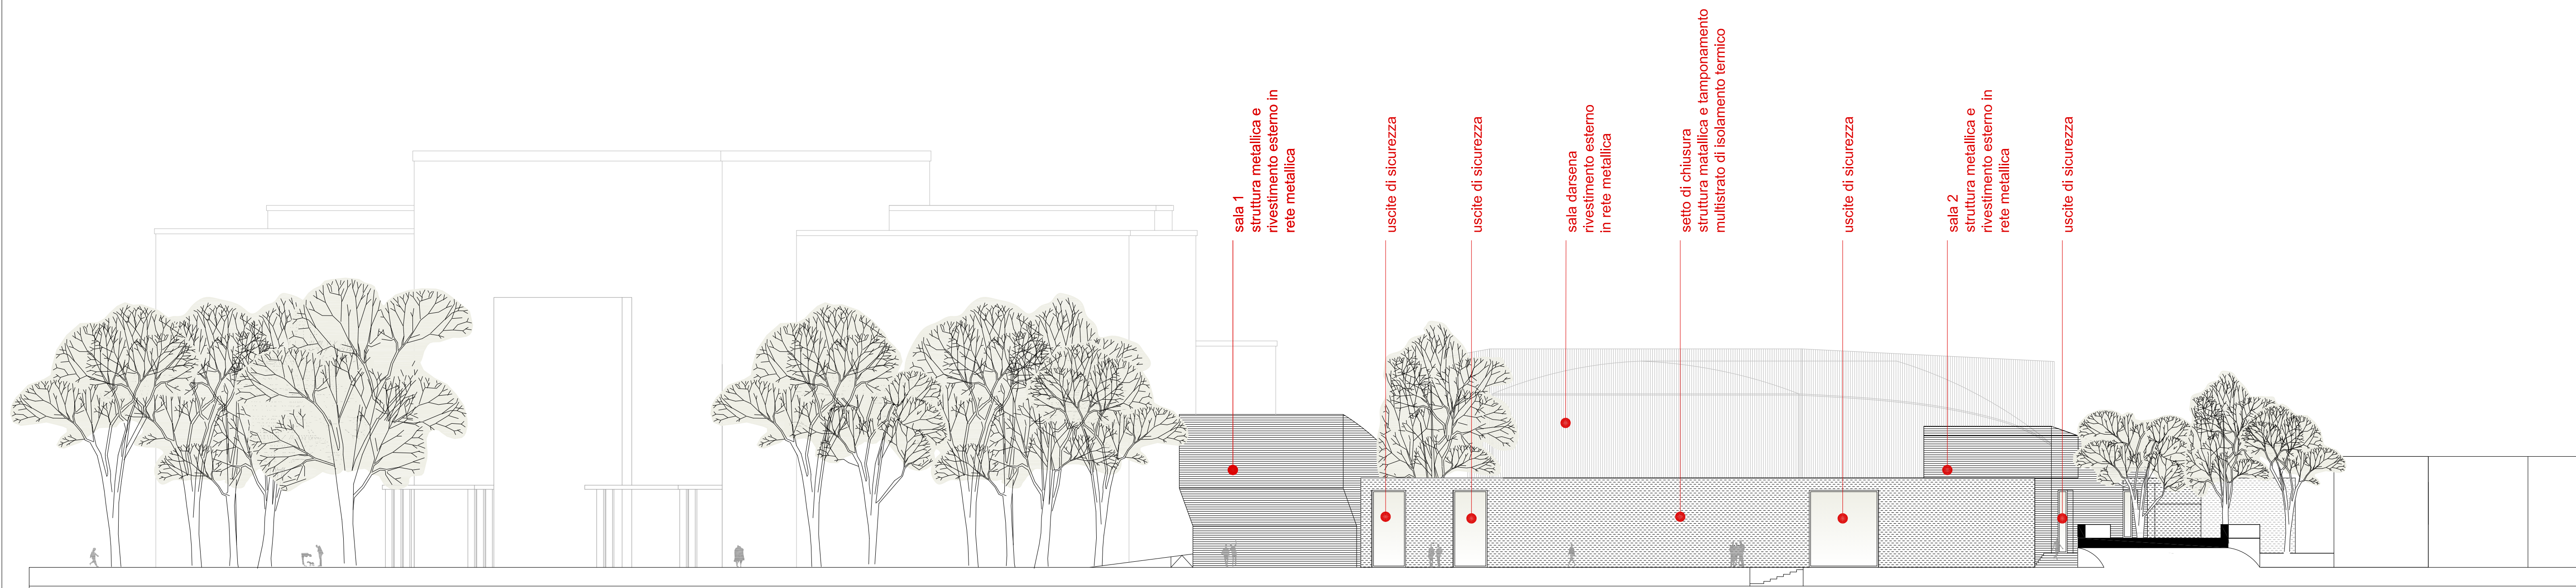 sala 1
struttura metallica e
rivestimento esterno in
rete metallica
uscite di sicurezza
uscite di sicurezza
sala darsena
rivestimento esterno
in rete metallica
setto di chiusura
struttura matallica e tamponamento
multistrato di isolamento termico
uscite di sicurezza
sala 2
struttura metallica e
rivestimento esterno in
rete metallica
uscite di sicurezza